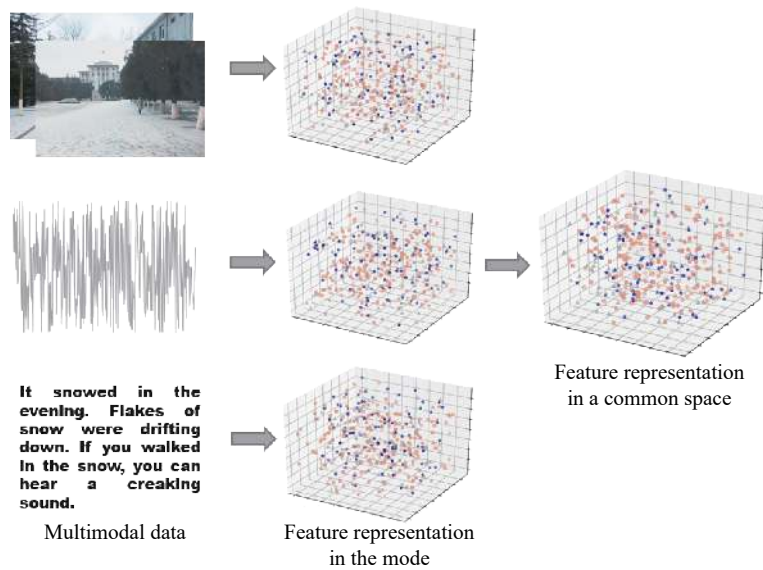 It snowed in the
evening. Flakes of
snow were drifting
down. If you walked
in the snow, you can
hear a creaking
sound.
Multimodal data
Feature representation
in the mode
Feature representation
in a common space